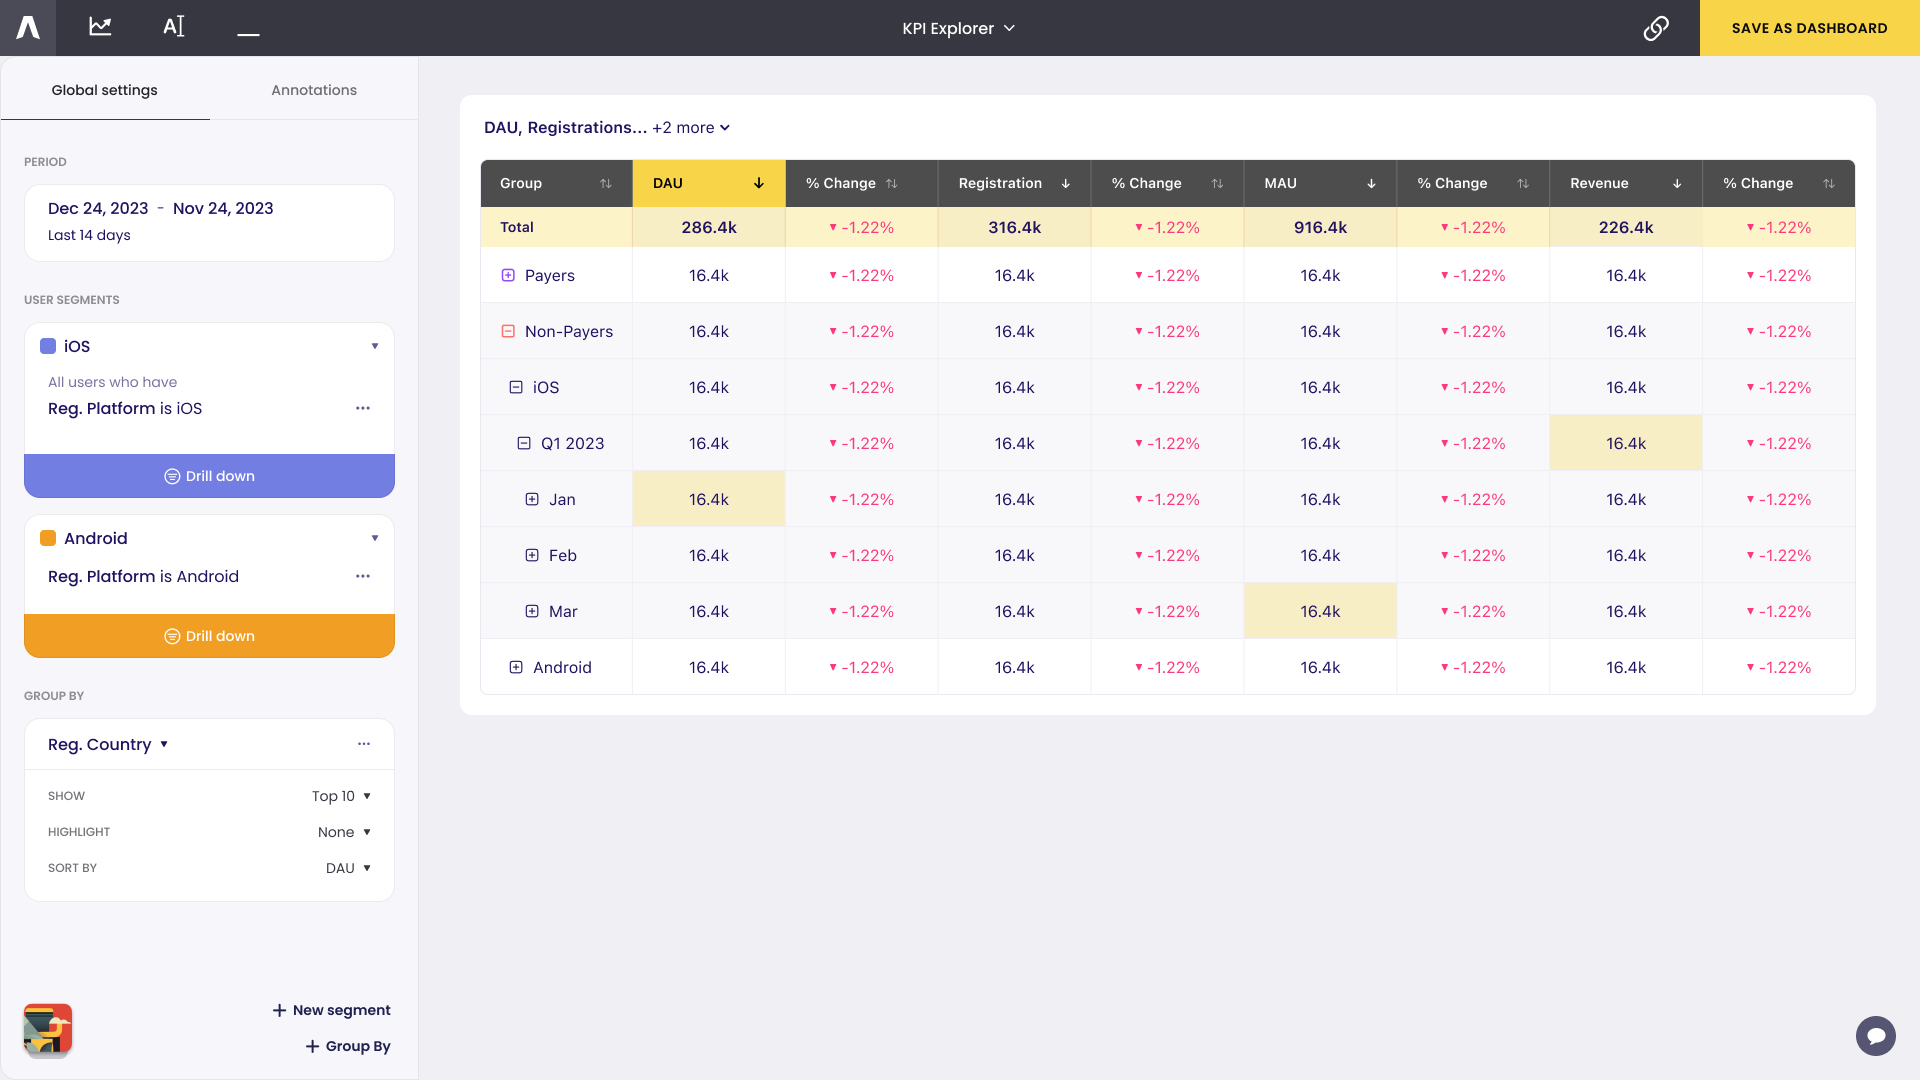 KPI Explorer
SAVE AS DASHBOARD
Global settings Annotations
PERIOD
Dec 24, 2023 - Nov 24, 2023
Last 14 days
USER SEGMENTS
iOS
All users who have
Reg. Platform is iOS
Drill down
Android
Reg. Platform is Android
Drill down
GROUP BY
Reg. Country
SHOW Top 10
HIGHLIGHT None
SORT BY DAU
New segment
Group By
DAU, Registrations... +2 more
Group DAU % Change Registration % Change MAU % Change Revenue % Change
Total 286.4k -1.22% 316.4k -1.22% 916.4k -1.22% 226.4k -1.22%
Payers 16.4k -1.22% 16.4k -1.22% 16.4k -1.22% 16.4k -1.22%
Non-Payers 16.4k -1.22% 16.4k -1.22% 16.4k -1.22% 16.4k -1.22%
iOS 16.4k -1.22% 16.4k -1.22% 16.4k -1.22% 16.4k -1.22%
Q1 2023 16.4k -1.22% 16.4k -1.22% 16.4k -1.22% 16.4k -1.22%
Jan 16.4k -1.22% 16.4k -1.22% 16.4k -1.22% 16.4k -1.22%
Feb 16.4k -1.22% 16.4k -1.22% 16.4k -1.22% 16.4k -1.22%
Mar 16.4k -1.22% 16.4k -1.22% 16.4k -1.22% 16.4k -1.22%
Android 16.4k -1.22% 16.4k -1.22% 16.4k -1.22% 16.4k -1.22%